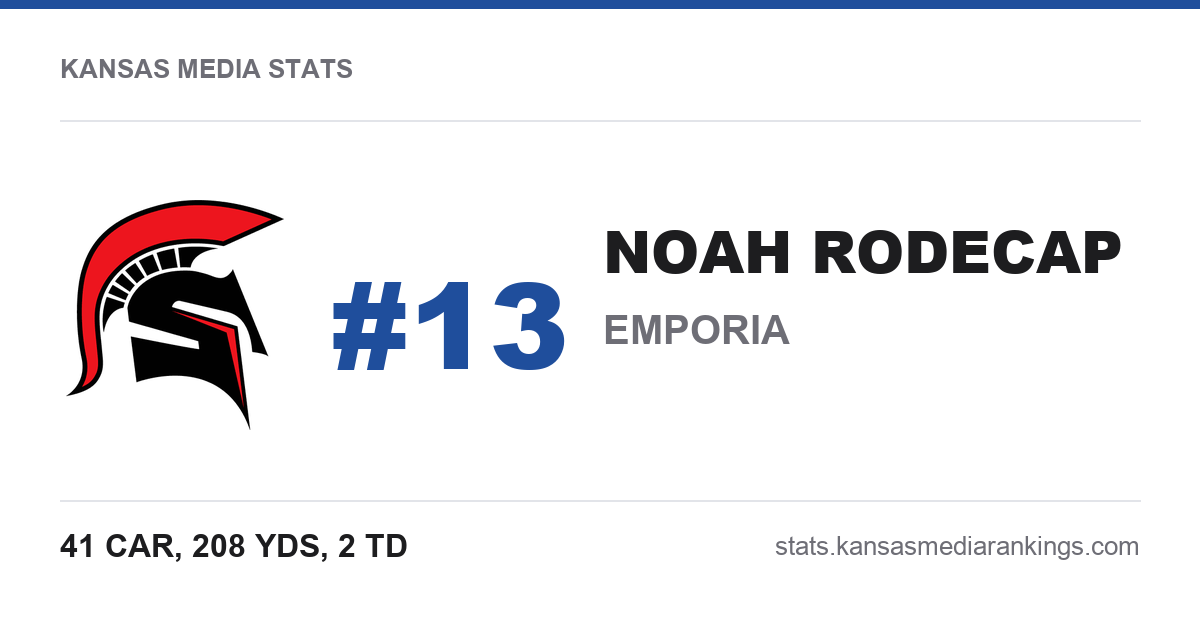 KANSAS MEDIA STATS
#13
NOAH RODECAP
EMPORIA
41 CAR, 208 YDS, 2 TD
stats.kansasmediarankings.com